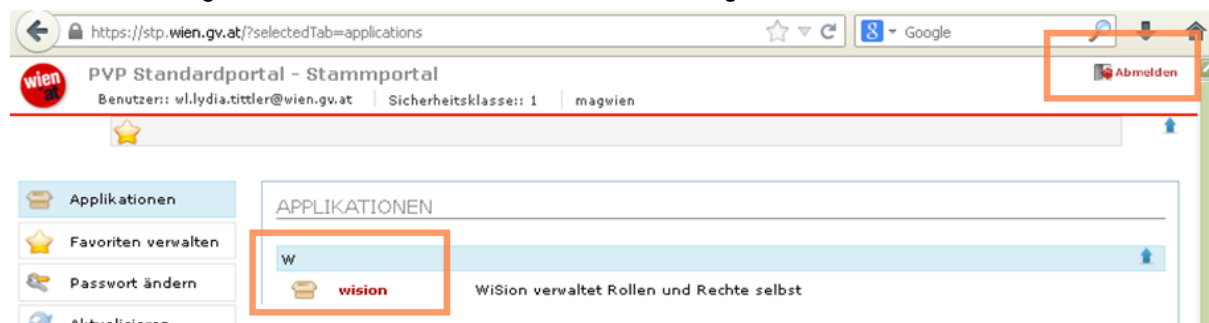 https://stp.wien.gv.at/?selectedTab=applications
Google
wien at
PVP Standardportal - Stammportal
Abmelden
Benutzer:: wl.lydia.tittler@wien.gv.at Sicherheitsklasse:: 1 magwien
Applikationen
APPLIKATIONEN
Favoriten verwalten
W
Passwort ändern
wision WiSion verwaltet Rollen und Rechte selbst
Aktualisieren